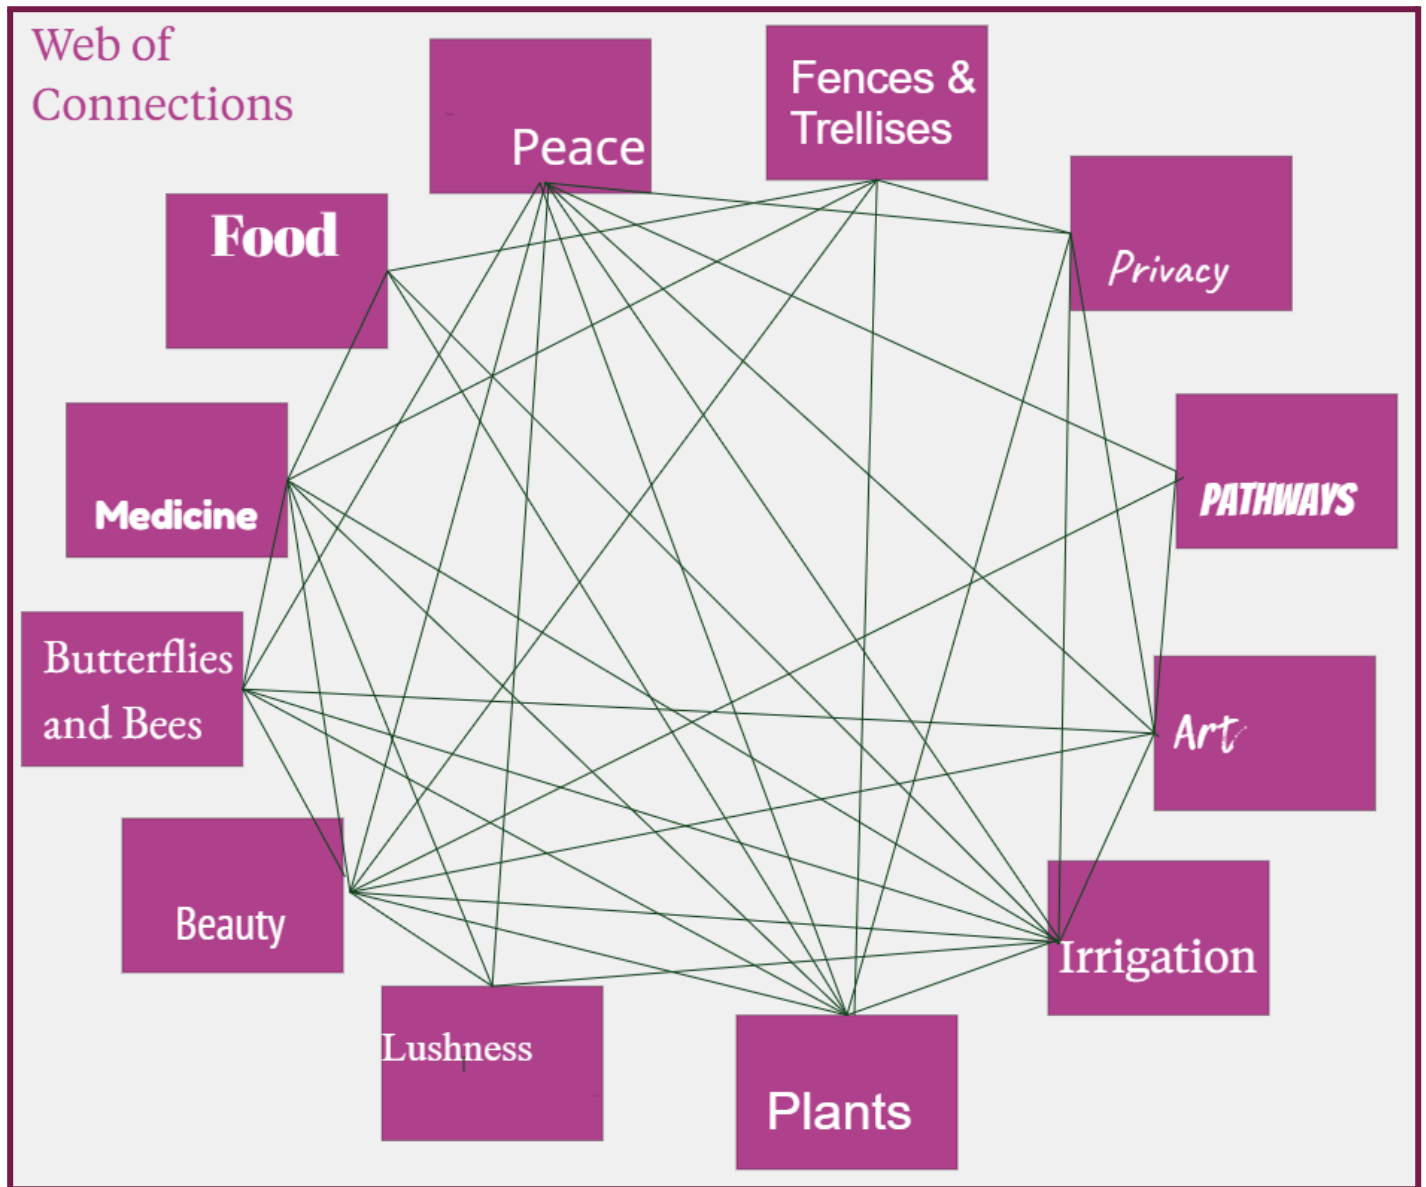 Web of
Connections
Peace
Fences &
Trellises
Food
Privacy
Medicine
PATHWAYS
Butterflies
and Bees
Art
Beauty
Irrigation
Lushness
Plants